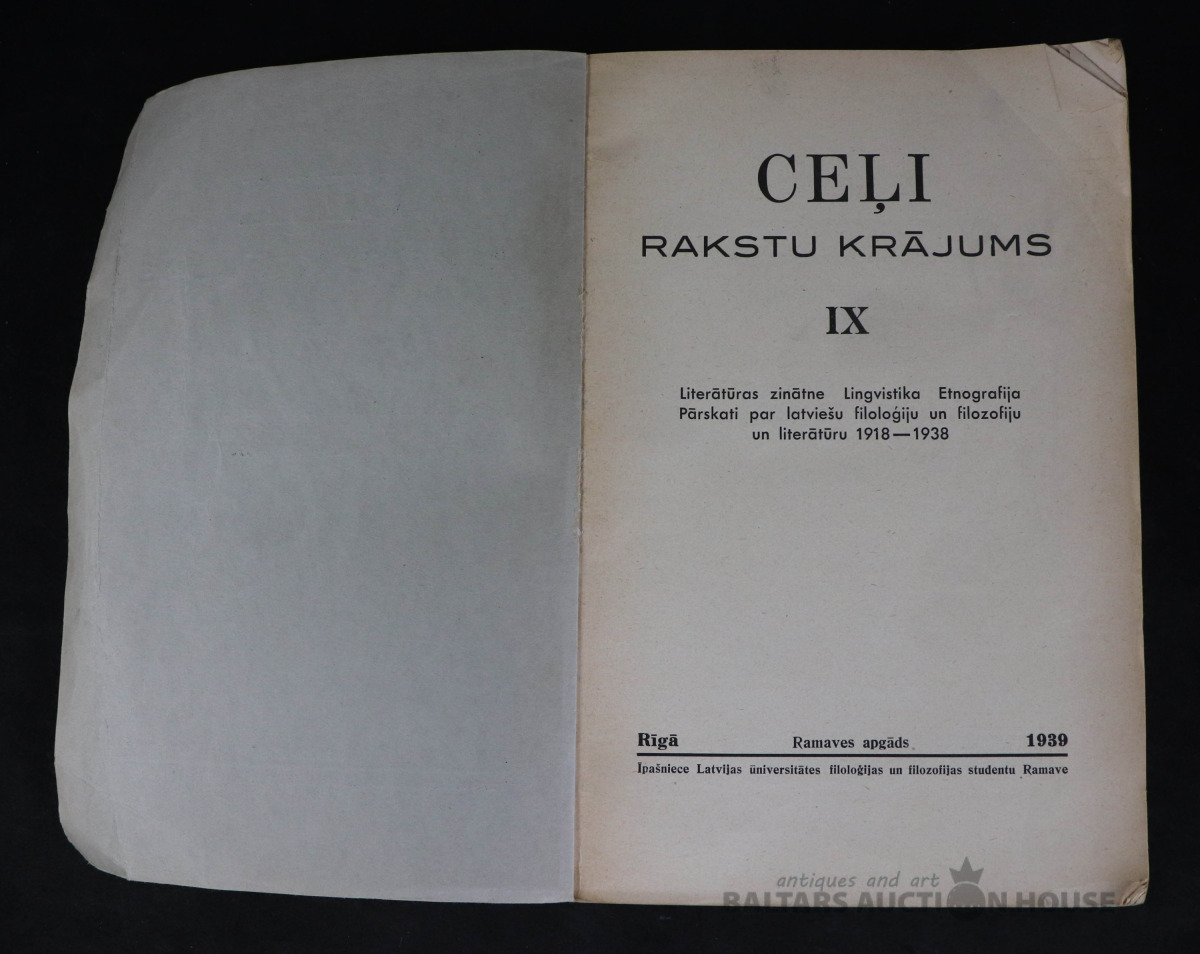 CEĻI
RAKSTU KRĀJUMS
IX
Literātūras zinātne Lingvistika Etnografija
Pārskati par latviešu filoloģiju un filozofiju
un literātūru 1918—1938
Rīgā Ramaves apgāds 1939
Īpašniece Latvijas ūniversitātes filoloģijas un filozofijas studentu Ramave
antiques and art
BALTARS AUCTION HOUSE